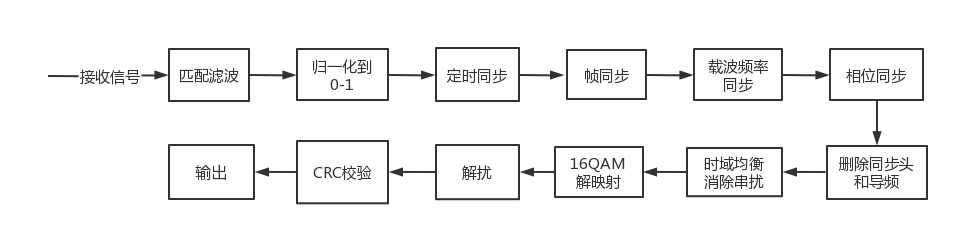 接收信号
匹配滤波
归一化到
0-1
定时同步
帧同步
载波频率
同步
相位同步
删除同步头
和导频
时域均衡
消除串扰
16QAM
解映射
解扰
CRC校验
输出